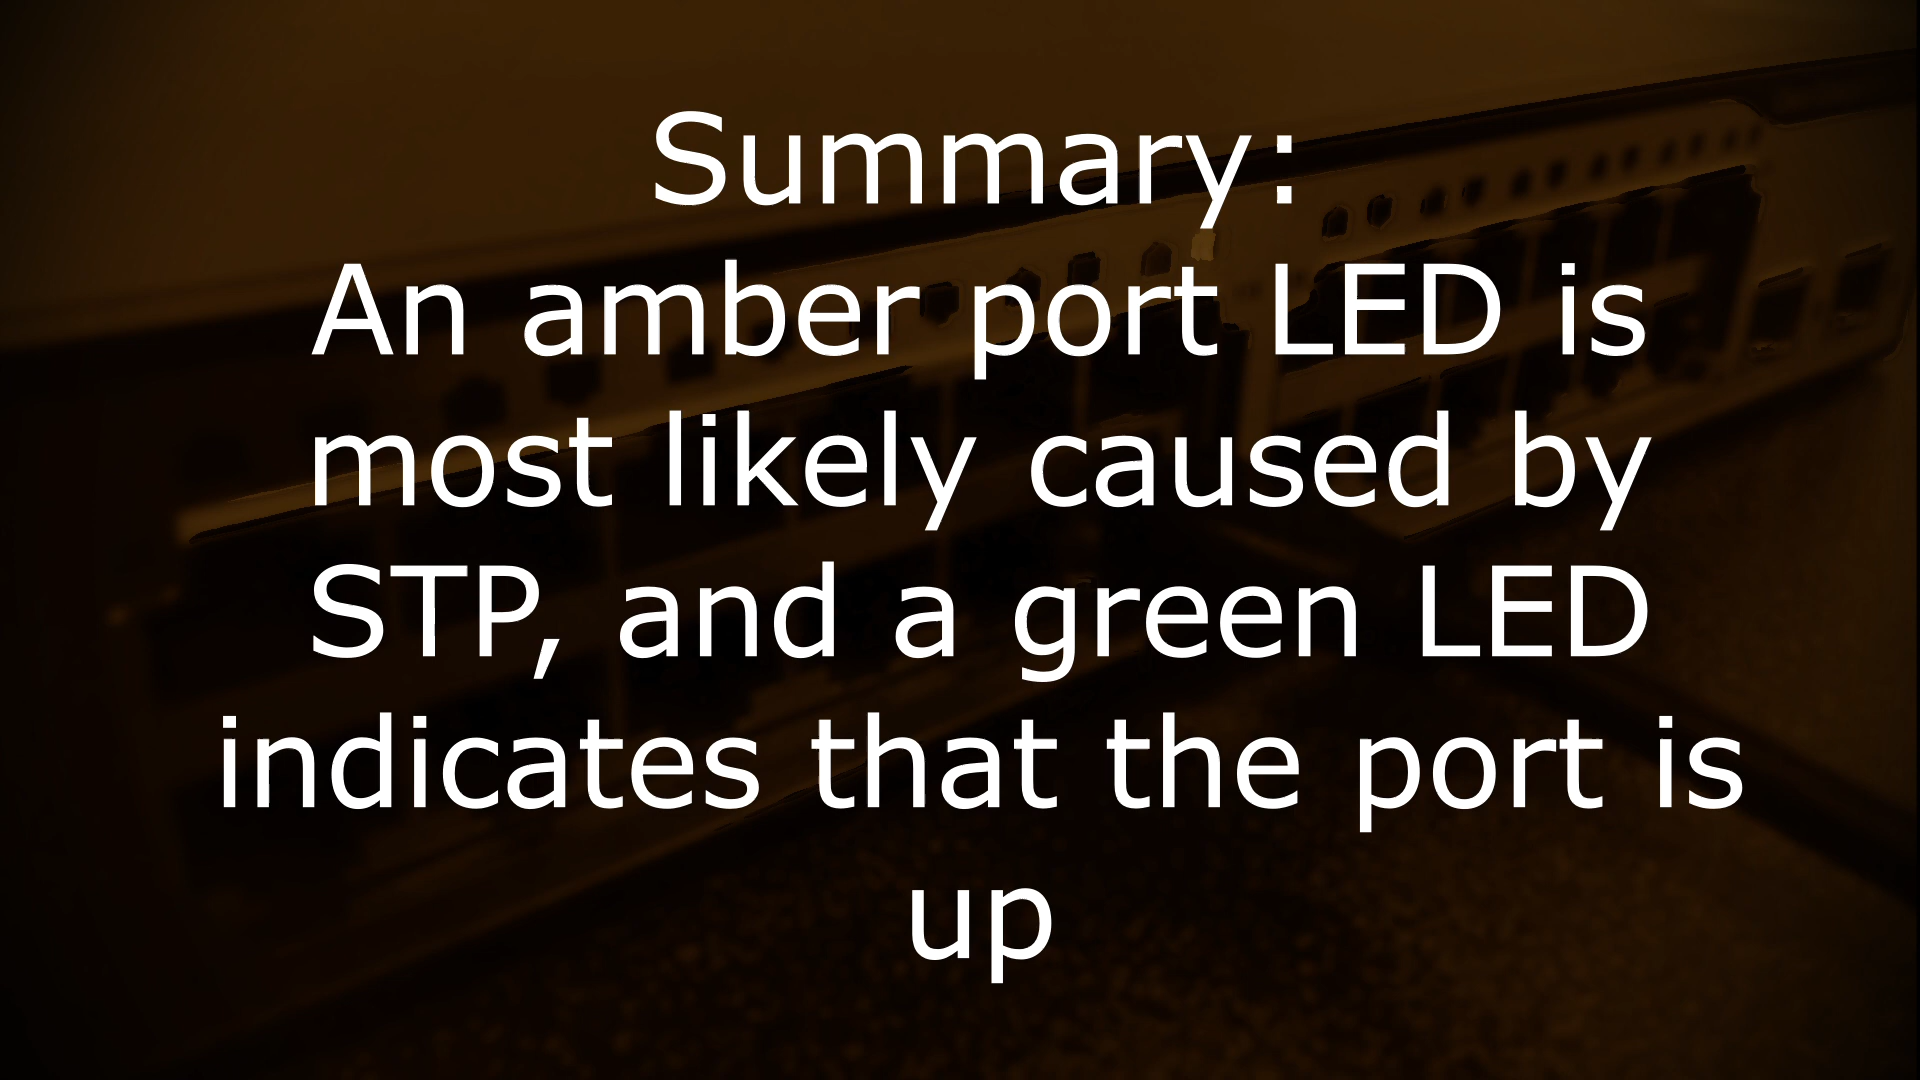 Summary:
An amber port LED is
most likely caused by
STP, and a green LED
indicates that the port is
up